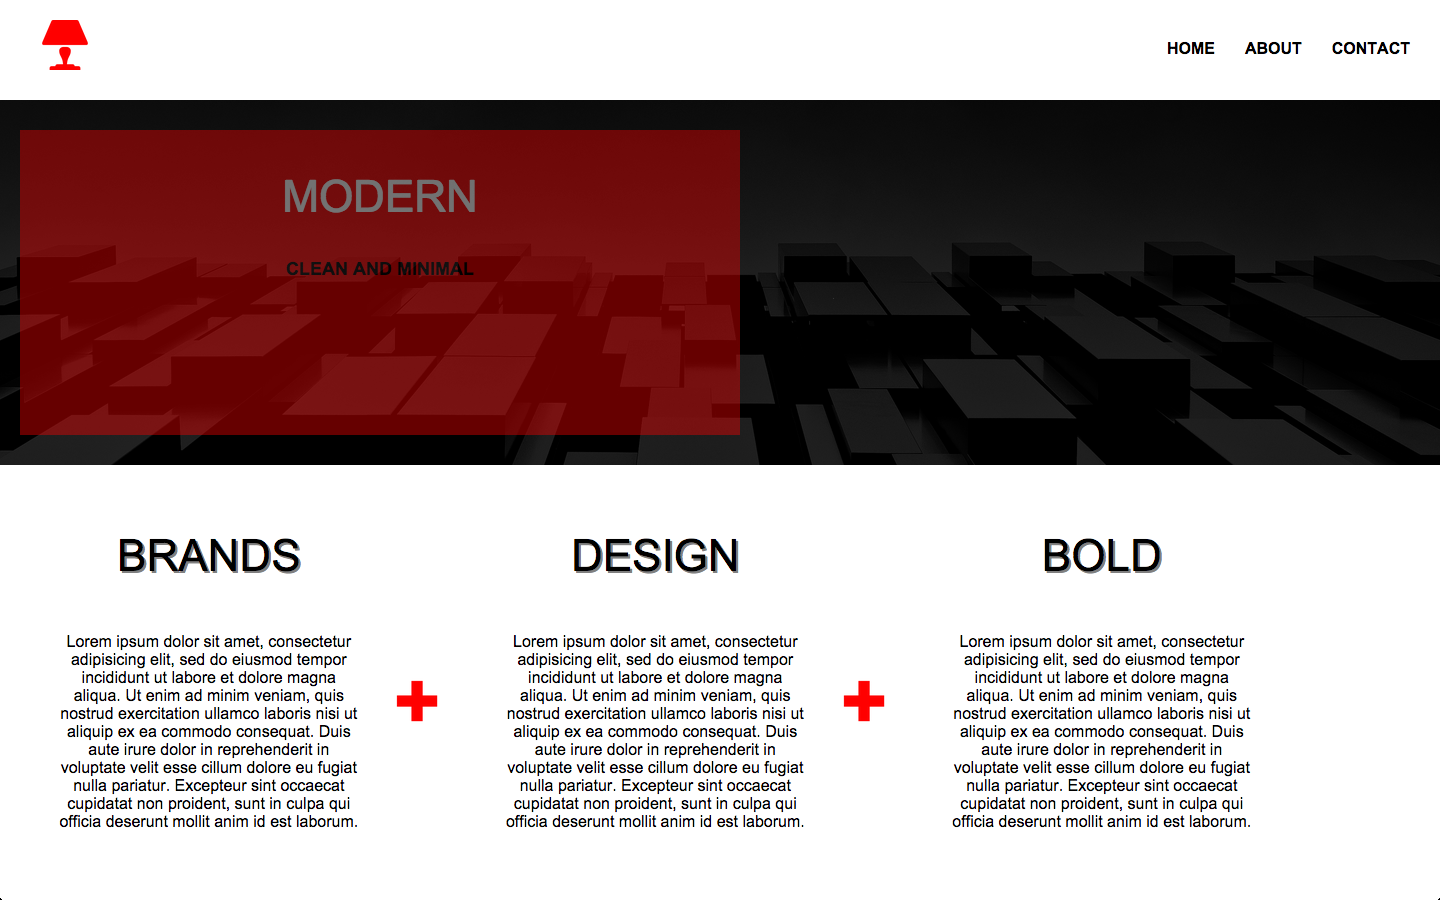 HOME ABOUT CONTACT
MODERN
CLEAN AND MINIMAL
BRANDS
Lorem ipsum dolor sit amet, consectetur
adipisicing elit, sed do eiusmod tempor
incididunt ut labore et dolore magna
aliqua. Ut enim ad minim veniam, quis
nostrud exercitation ullamco laboris nisi ut
aliquip ex ea commodo consequat. Duis
aute irure dolor in reprehenderit in
voluptate velit esse cillum dolore eu fugiat
nulla pariatur. Excepteur sint occaecat
cupidatat non proident, sunt in culpa qui
officia deserunt mollit anim id est laborum.
DESIGN
Lorem ipsum dolor sit amet, consectetur
adipisicing elit, sed do eiusmod tempor
incididunt ut labore et dolore magna
aliqua. Ut enim ad minim veniam, quis
nostrud exercitation ullamco laboris nisi ut
aliquip ex ea commodo consequat. Duis
aute irure dolor in reprehenderit in
voluptate velit esse cillum dolore eu fugiat
nulla pariatur. Excepteur sint occaecat
cupidatat non proident, sunt in culpa qui
officia deserunt mollit anim id est laborum.
BOLD
Lorem ipsum dolor sit amet, consectetur
adipisicing elit, sed do eiusmod tempor
incididunt ut labore et dolore magna
aliqua. Ut enim ad minim veniam, quis
nostrud exercitation ullamco laboris nisi ut
aliquip ex ea commodo consequat. Duis
aute irure dolor in reprehenderit in
voluptate velit esse cillum dolore eu fugiat
nulla pariatur. Excepteur sint occaecat
cupidatat non proident, sunt in culpa qui
officia deserunt mollit anim id est laborum.